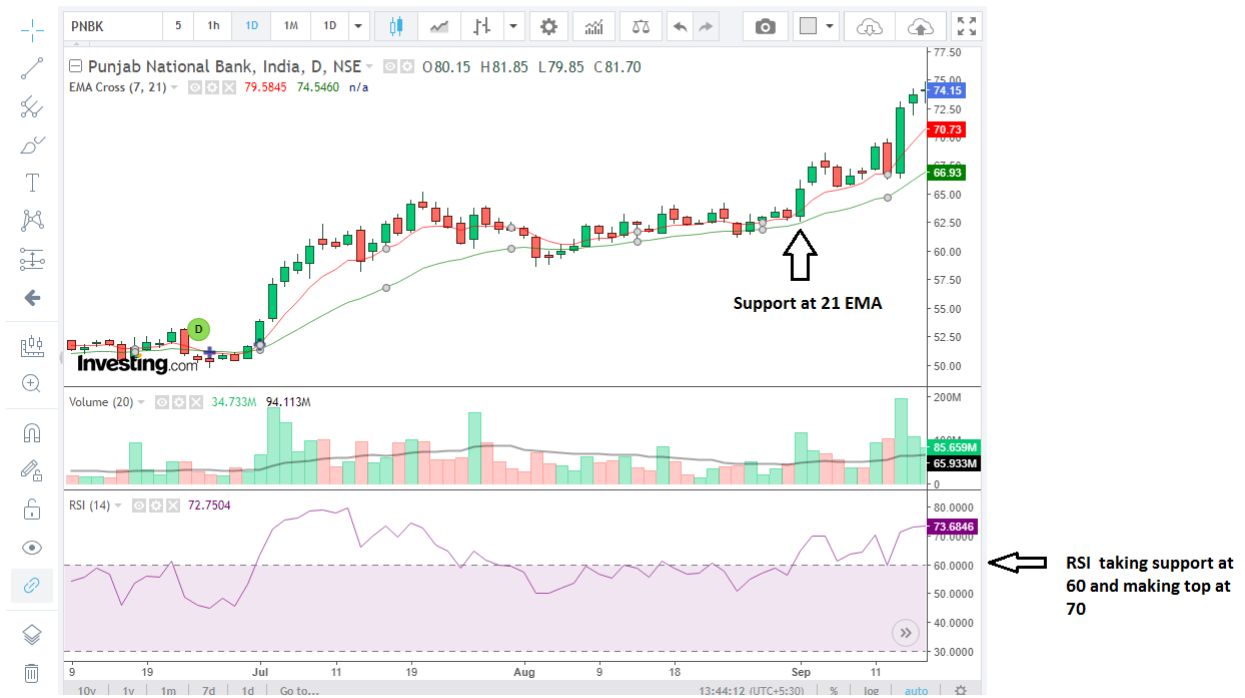 PNBK 5 1h 1D 1M 1D
Punjab National Bank, India, D, NSE O80.15 H81.85 L79.85 C81.70
EMA Cross (7, 21) 79.5845 74.5460 n/a
77.50
75.00
74.15
72.50
70.73
67.50
66.93
65.00
62.50
60.00
57.50
55.00
52.50
50.00
Support at 21 EMA
D
Investing.com
Volume (20) 34.733M 94.113M
200M
100M
85.659M
65.933M
0
RSI (14) 72.7504
80.0000
73.6846
70.0000
60.0000
50.0000
40.0000
30.0000
RSI taking support at
60 and making top at
70
9 19 Jul 11 19 Aug 9 18 Sep 11
10y 1y 1m 7d 1d Go to... 13:44:12 (UTC+5:30) % log auto